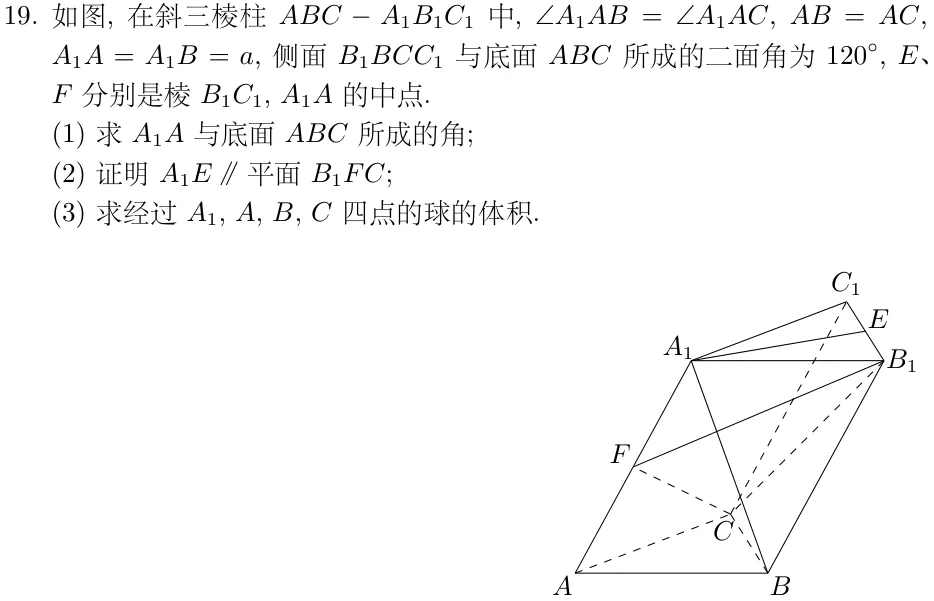 19. 如图, 在斜三棱柱 ABC − A₁B₁C₁ 中, ∠A₁AB = ∠A₁AC, AB = AC,
A₁A = A₁B = a, 侧面 B₁BCC₁ 与底面 ABC 所成的二面角为 120°, E、
F 分别是棱 B₁C₁, A₁A 的中点.
(1) 求 A₁A 与底面 ABC 所成的角;
(2) 证明 A₁E ∥ 平面 B₁FC;
(3) 求经过 A₁, A, B, C 四点的球的体积.
C₁
E
A₁
B₁
F
C
A
B